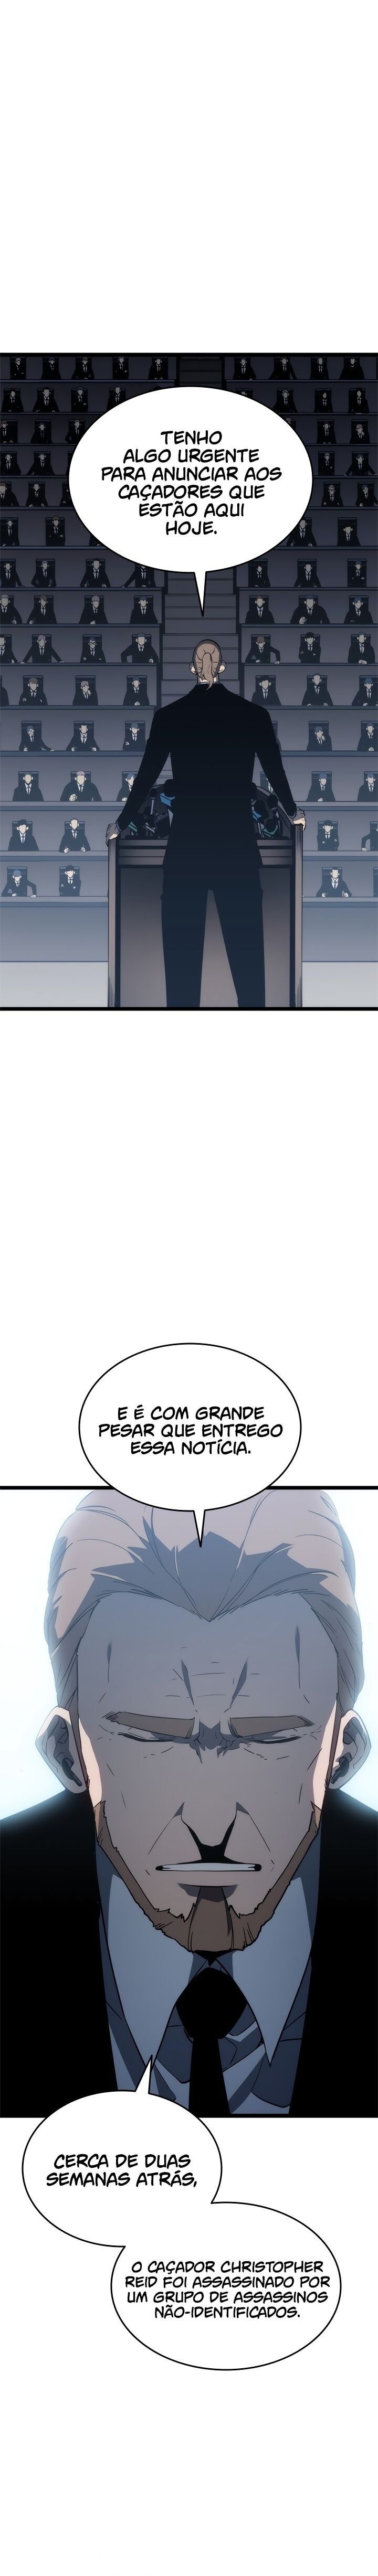 TENHO
ALGO URGENTE
PARA ANUNCIAR AOS
CAÇADORES QUE
ESTÃO AQUI
HOJE.
E É COM GRANDE
PESAR QUE ENTREGO
ESSA NOTÍCIA.
CERCA DE DUAS
SEMANAS ATRÁS,
O CAÇADOR CHRISTOPHER
REID FOI ASSASSINADO POR
UM GRUPO DE ASSASSINOS
NÃO-IDENTIFICADOS.